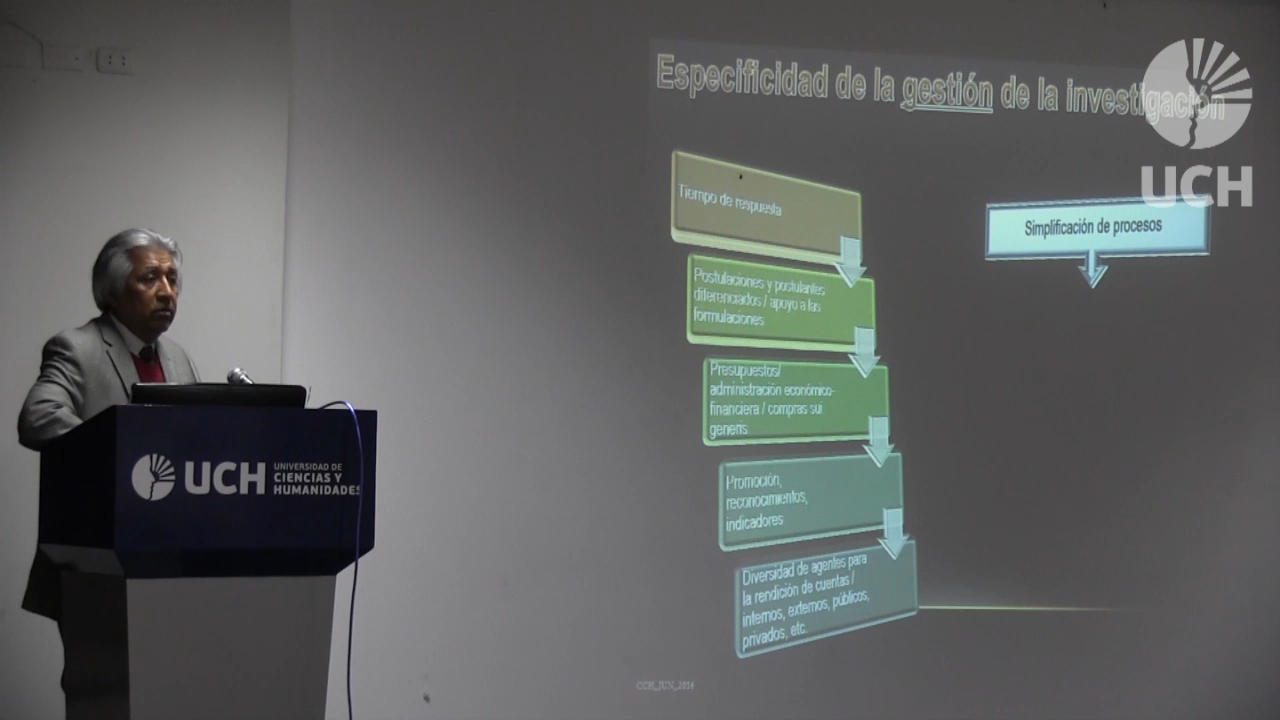 Especificidad de la gestión de la investigación
UCH
Tiempo de respuesta
Simplificación de procesos
Postulaciones y postulantes
diferenciados / apoyo a las
formulaciones
Presupuestos/
administración económico-
financiera / compras sui
generis
Promoción,
reconocimientos,
indicadores
Diversidad de agentes para
la rendición de cuentas /
internos, externos, públicos,
privados, etc.
UCH
UNIVERSIDAD DE
CIENCIAS Y
HUMANIDADES
CCH_JUN_2014